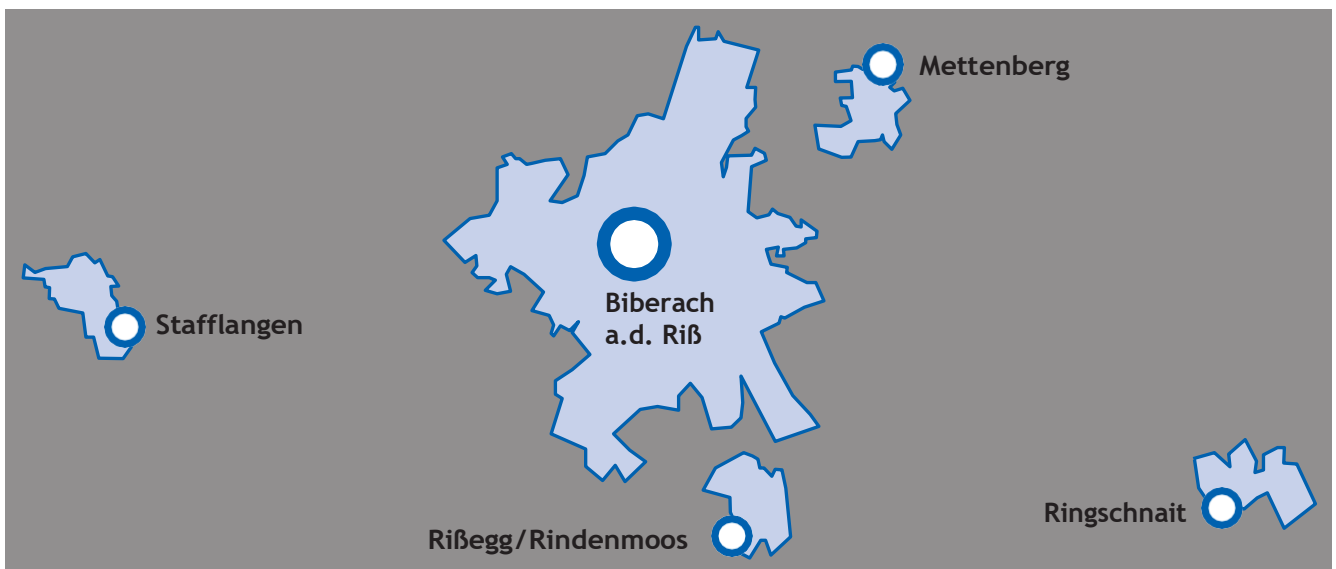 Mettenberg
Biberach
a.d. Riß
Stafflangen
Ringschnait
Rißegg/Rindenmoos